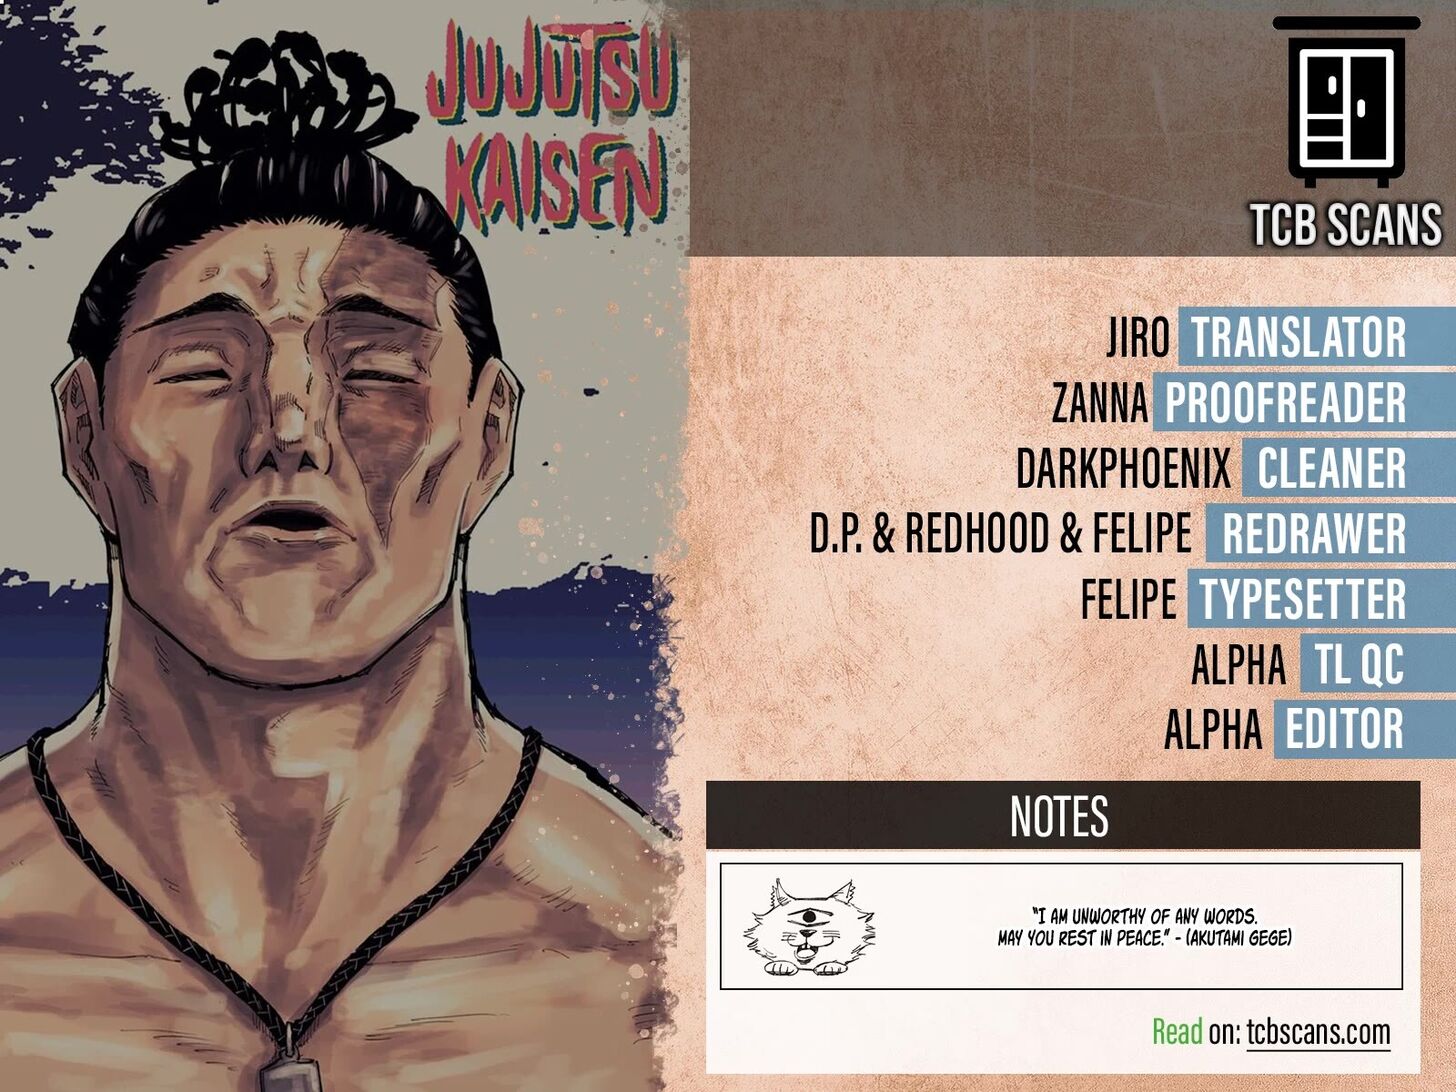 JUJUTSU
KAISEN
TCB SCANS
JIRO TRANSLATOR
ZANNA PROOFREADER
DARKPHOENIX CLEANER
D.P. & REDHOOD & FELIPE REDRAWER
FELIPE TYPESETTER
ALPHA TL QC
ALPHA EDITOR
NOTES
"I AM UNWORTHY OF ANY WORDS.
MAY YOU REST IN PEACE." - (AKUTAMI GEGE)
Read on: tcbscans.com